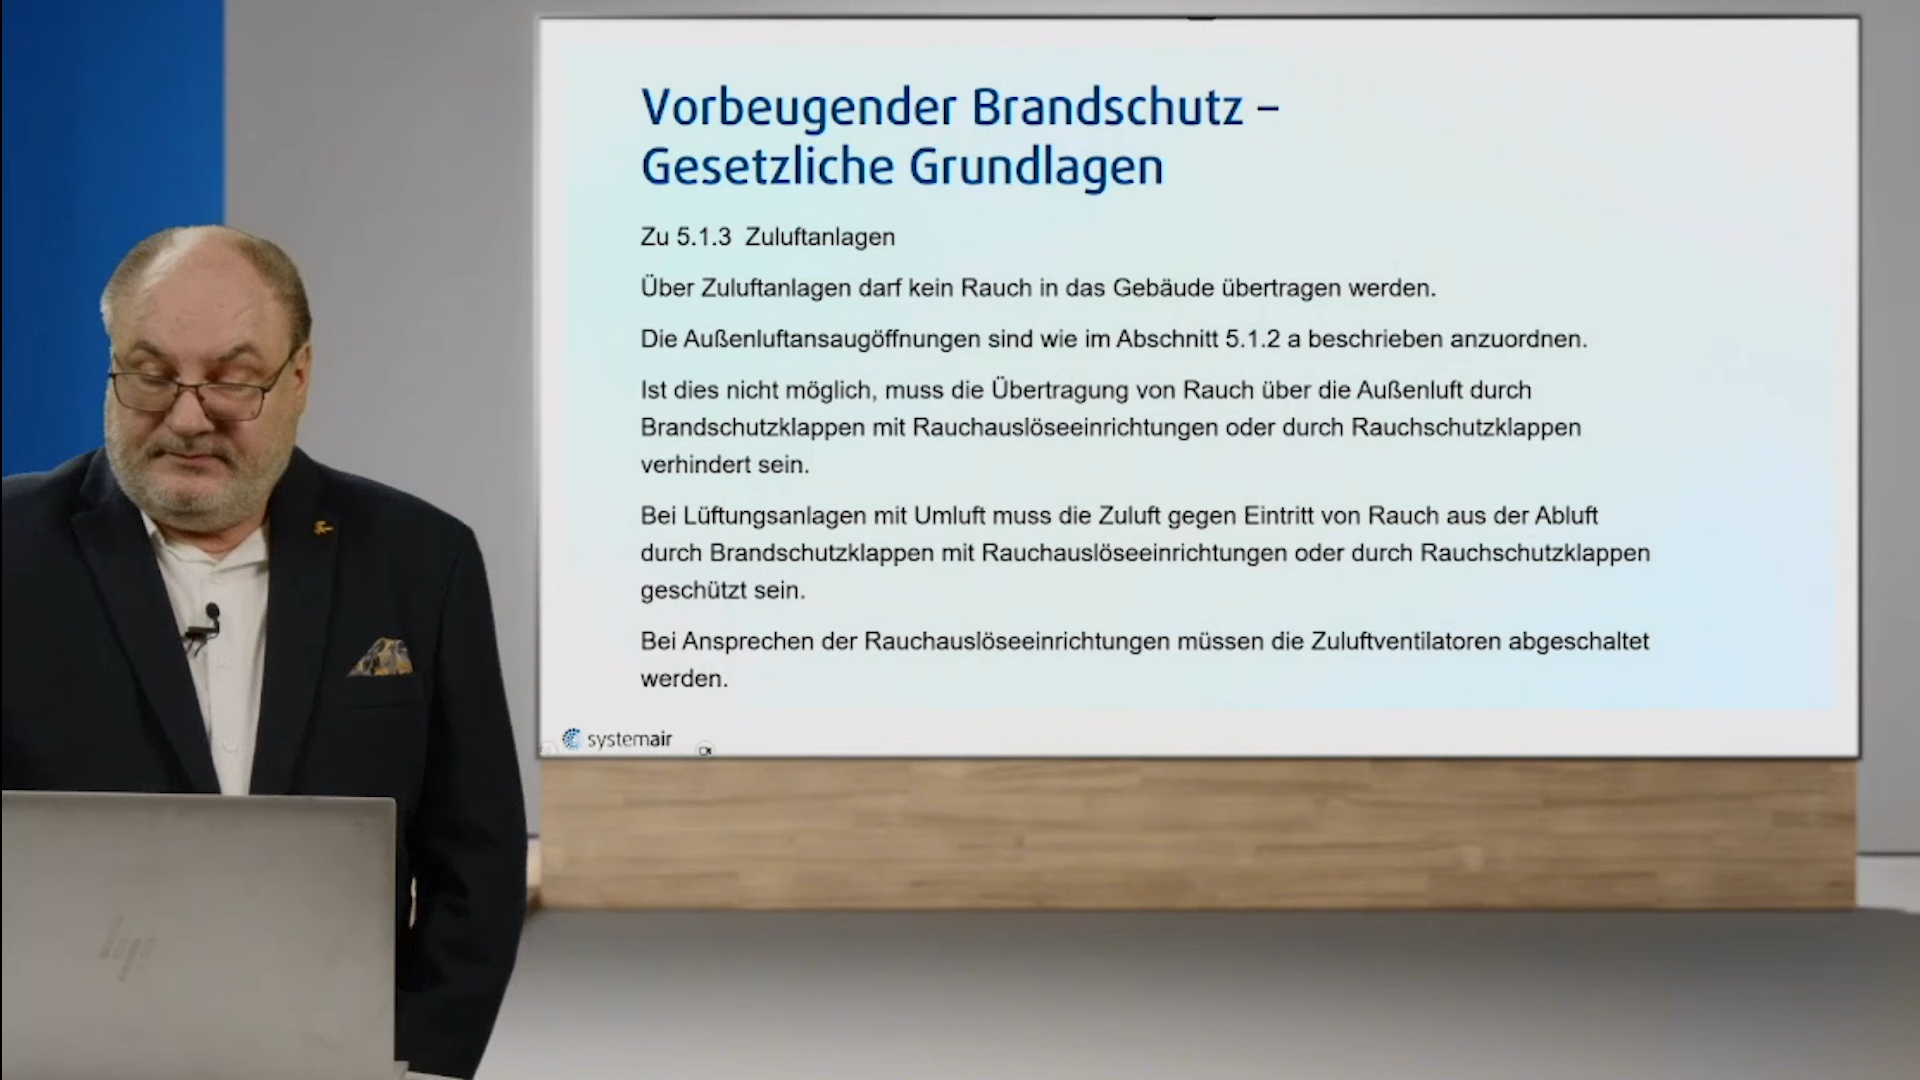 Vorbeugender Brandschutz –
Gesetzliche Grundlagen
Zu 5.1.3 Zuluftanlagen
Über Zuluftanlagen darf kein Rauch in das Gebäude übertragen werden.
Die Außenluftansaugöffnungen sind wie im Abschnitt 5.1.2 a beschrieben anzuordnen.
Ist dies nicht möglich, muss die Übertragung von Rauch über die Außenluft durch
Brandschutzklappen mit Rauchauslöseeinrichtungen oder durch Rauchschutzklappen
verhindert sein.
Bei Lüftungsanlagen mit Umluft muss die Zuluft gegen Eintritt von Rauch aus der Abluft
durch Brandschutzklappen mit Rauchauslöseeinrichtungen oder durch Rauchschutzklappen
geschützt sein.
Bei Ansprechen der Rauchauslöseeinrichtungen müssen die Zuluftventilatoren abgeschaltet
werden.
systemair